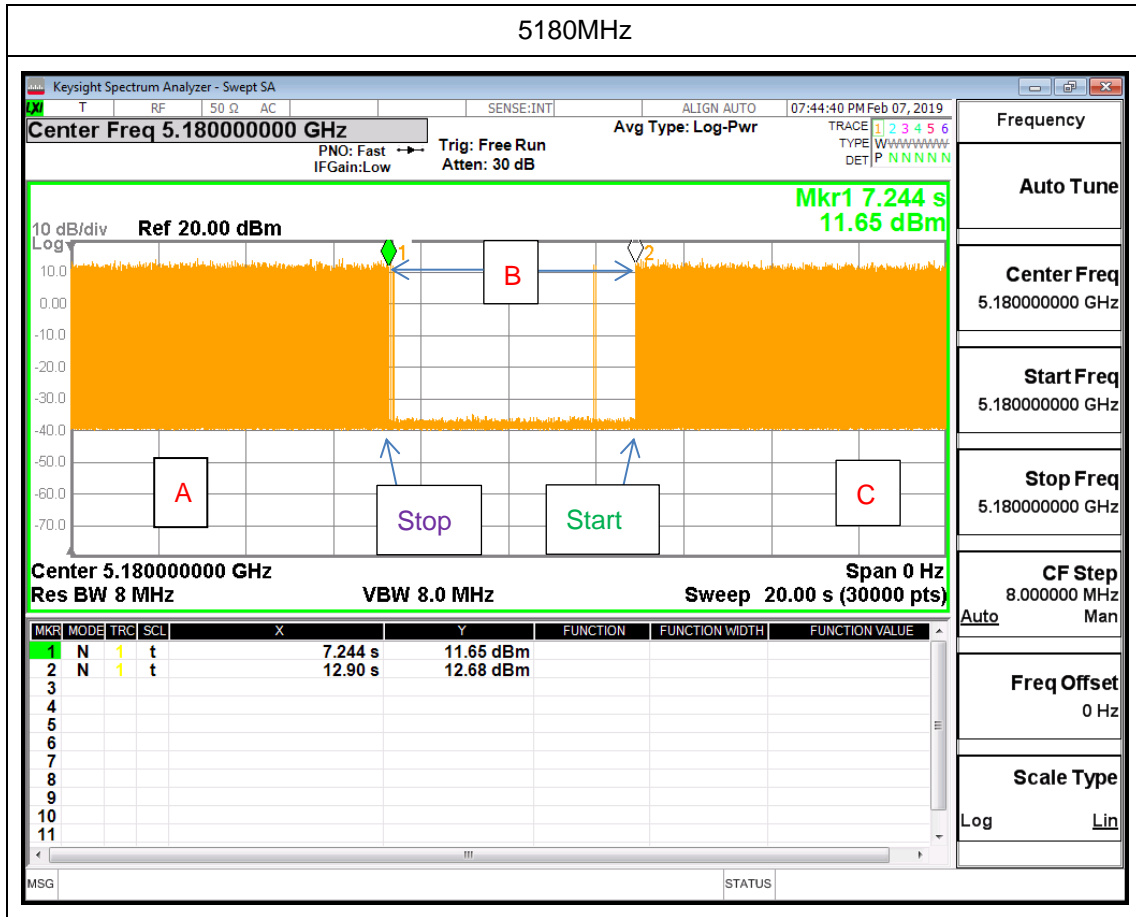 5180MHz
Keysight Spectrum Analyzer - Swept SA
LXI T RF 50 Ω AC SENSE:INT ALIGN AUTO 07:44:40 PM Feb 07, 2019
Center Freq 5.180000000 GHz
PNO: Fast
IFGain:Low
Trig: Free Run
Atten: 30 dB
Avg Type: Log-Pwr
TRACE 1 2 3 4 5 6
TYPE WWWWWW
DET P N N N N N
Mkr1 7.244 s
11.65 dBm
10 dB/div Ref 20.00 dBm
Log
10.0
0.00
-10.0
-20.0
-30.0
-40.0
-50.0
-60.0
-70.0
1
2
B
A
C
Stop
Start
Center 5.180000000 GHz Span 0 Hz
Res BW 8 MHz VBW 8.0 MHz Sweep 20.00 s (30000 pts)
MKR MODE TRC SCL X Y FUNCTION FUNCTION WIDTH FUNCTION VALUE
1 N 1 t 7.244 s 11.65 dBm
2 N 1 t 12.90 s 12.68 dBm
3
4
5
6
7
8
9
10
11
MSG STATUS
Frequency
Auto Tune
Center Freq
5.180000000 GHz
Start Freq
5.180000000 GHz
Stop Freq
5.180000000 GHz
CF Step
8.000000 MHz
Auto Man
Freq Offset
0 Hz
Scale Type
Log Lin